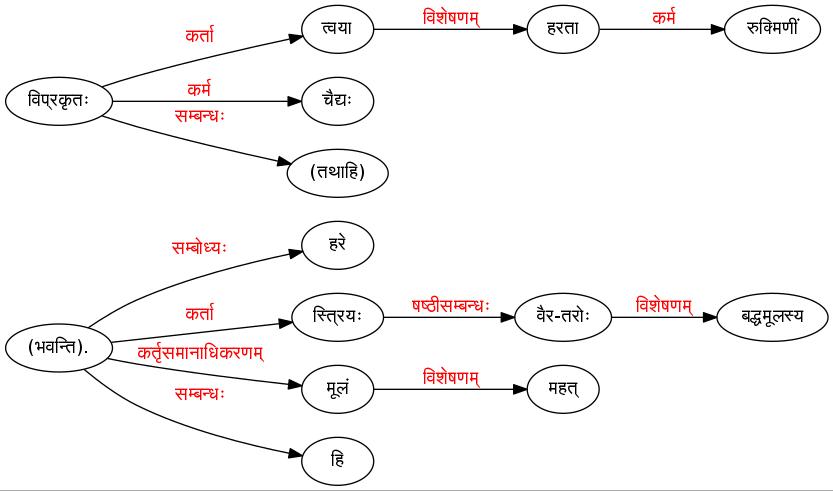 कर्ता त्वया विशेषणम् हरता कर्म रुक्मिणीं
विप्रकृतः कर्म चैद्यः
सम्बन्धः (तथाहि)
सम्बोध्यः हरे
कर्ता स्त्रियः षष्ठीसम्बन्धः वैर-तरोः विशेषणम् बद्धमूलस्य
(भवन्ति).
कर्तृसमानाधिकरणम् मूलं विशेषणम् महत्
सम्बन्धः हि